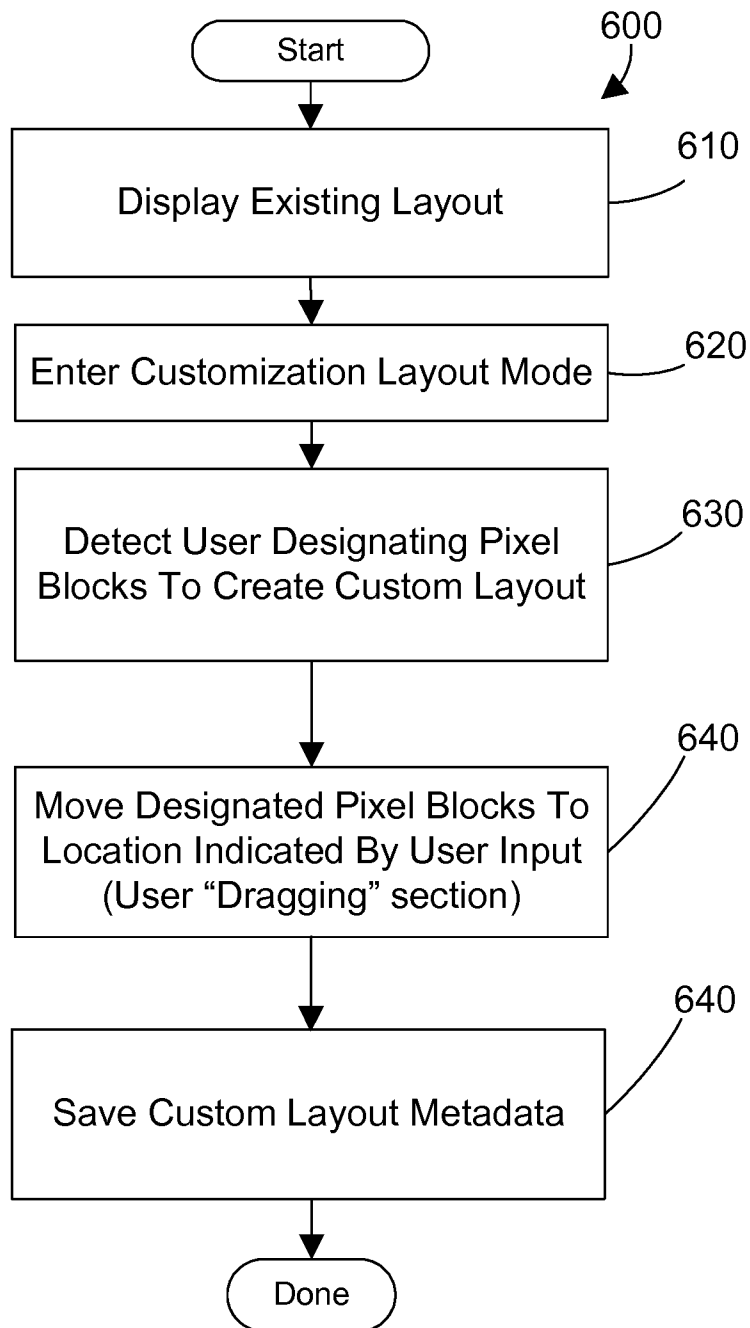 Start
600
Display Existing Layout
610
Enter Customization Layout Mode
620
Detect User Designating Pixel
Blocks To Create Custom Layout
630
Move Designated Pixel Blocks To
Location Indicated By User Input
(User “Dragging” section)
640
Save Custom Layout Metadata
640
Done